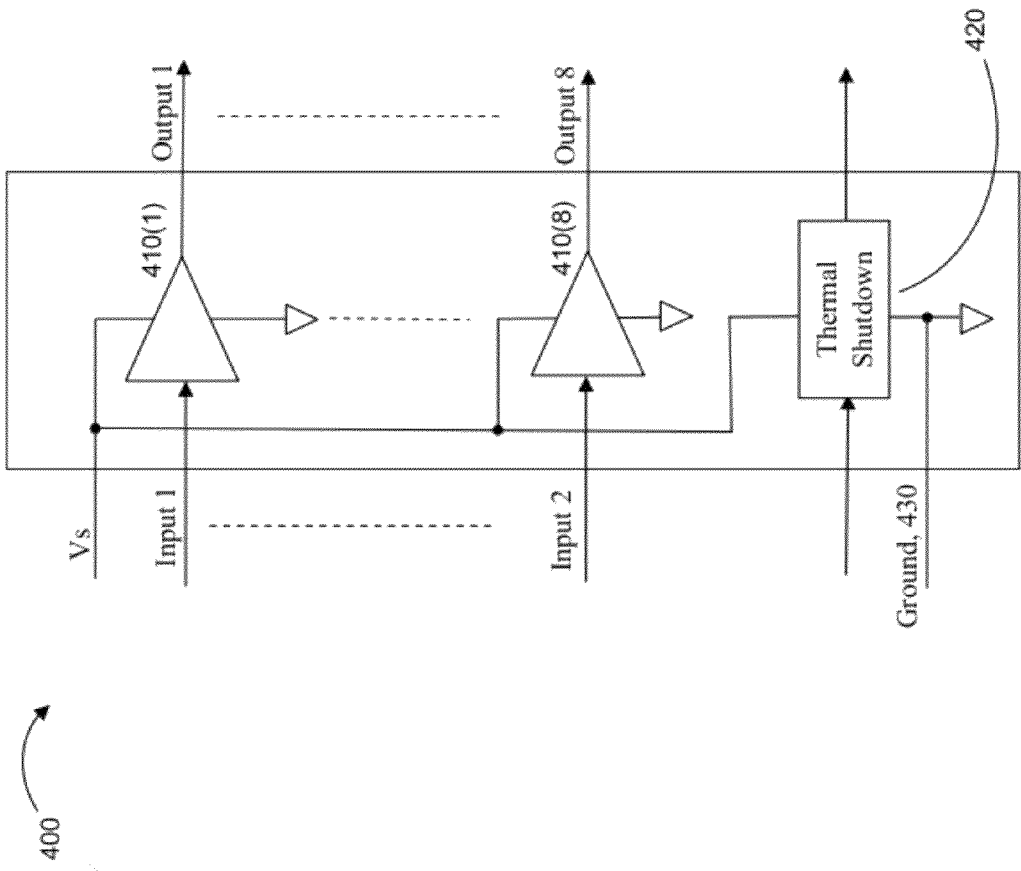 400
Vs
Input 1
410(1)
Output 1
Input 2
410(8)
Output 8
Thermal
Shutdown
Ground, 430
420